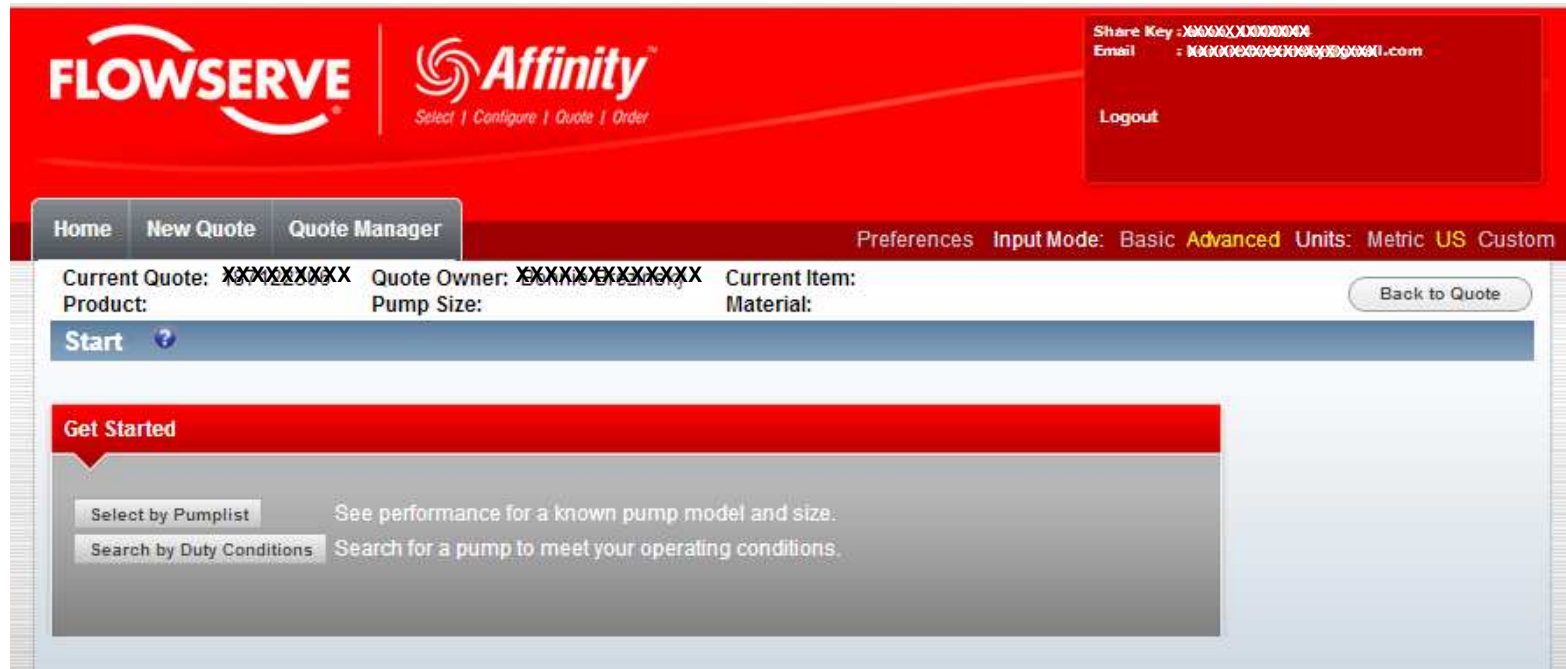 FLOWSERVE®
Affinity™
Select | Configure | Quote | Order
Share Key :
Email :
Logout
Home New Quote Quote Manager
Preferences Input Mode: Basic Advanced Units: Metric US Custom
Current Quote: Quote Owner: Current Item:
Product: Pump Size: Material:
Back to Quote
Start ?
Get Started
Select by Pumplist See performance for a known pump model and size.
Search by Duty Conditions Search for a pump to meet your operating conditions.